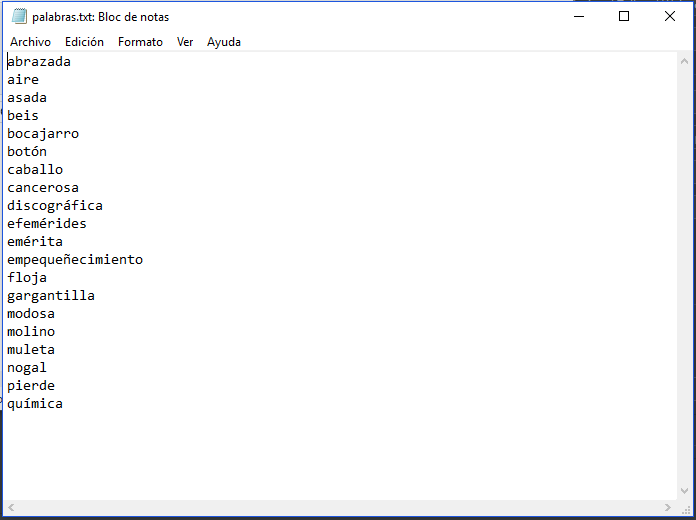 palabras.txt: Bloc de notas
Archivo Edición Formato Ver Ayuda
abrazada
aire
asada
beis
bocajarro
botón
caballo
cancerosa
discográfica
efemérides
emérita
empequeñecimiento
floja
gargantilla
modosa
molino
muleta
nogal
pierde
química